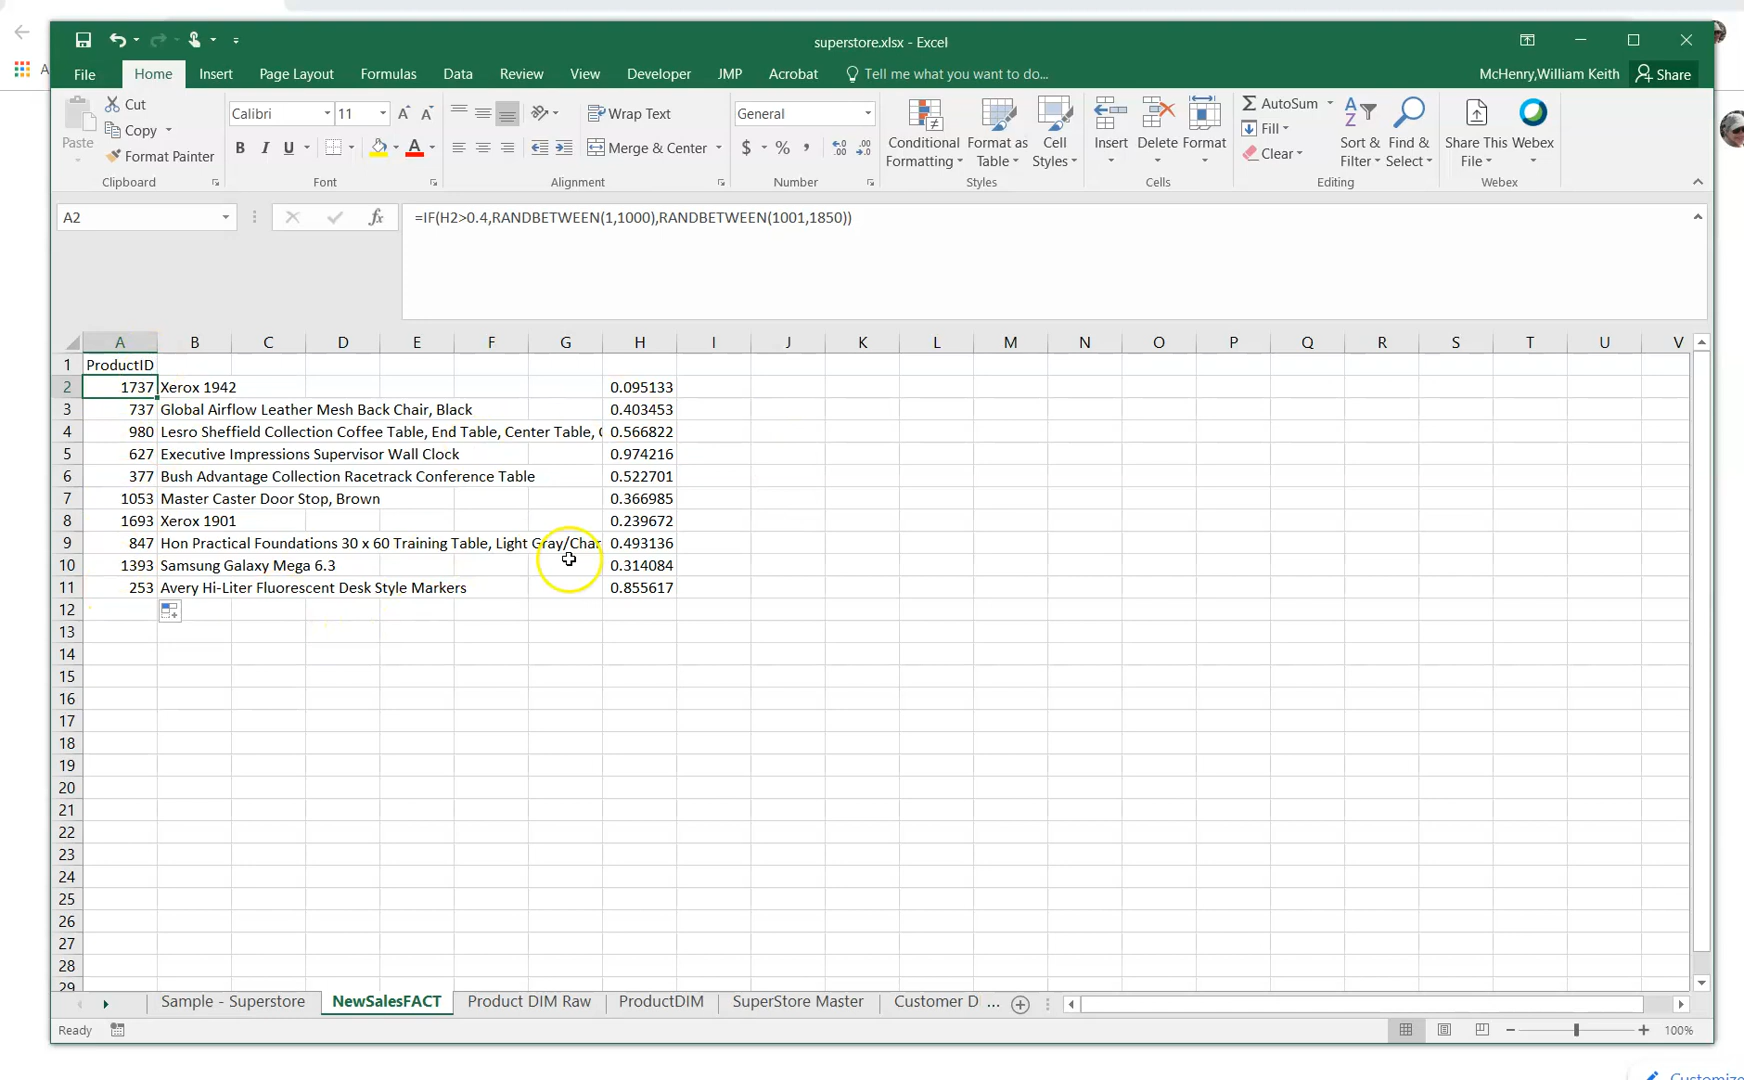 superstore.xlsx - Excel
File Home Insert Page Layout Formulas Data Review View Developer JMP Acrobat Tell me what you want to do... McHenry,William Keith Share
Paste
Cut
Copy
Format Painter
Clipboard
Calibri 11
B I U
Font
Wrap Text
Merge & Center
Alignment
General
$ % ,
Number
Conditional Formatting
Format as Table
Cell Styles
Styles
Insert Delete Format
Cells
AutoSum
Fill
Clear
Sort & Filter
Find & Select
Editing
Share This File
Webex
Webex
A2 fx =IF(H2>0.4,RANDBETWEEN(1,1000),RANDBETWEEN(1001,1850))
A B C D E F G H I J K L M N O P Q R S T U V
1 ProductID
2 1737 Xerox 1942 0.095133
3 737 Global Airflow Leather Mesh Back Chair, Black 0.403453
4 980 Lesro Sheffield Collection Coffee Table, End Table, Center Table, 0.566822
5 627 Executive Impressions Supervisor Wall Clock 0.974216
6 377 Bush Advantage Collection Racetrack Conference Table 0.522701
7 1053 Master Caster Door Stop, Brown 0.366985
8 1693 Xerox 1901 0.239672
9 847 Hon Practical Foundations 30 x 60 Training Table, Light Gray/Char 0.493136
10 1393 Samsung Galaxy Mega 6.3 0.314084
11 253 Avery Hi-Liter Fluorescent Desk Style Markers 0.855617
12
13
14
15
16
17
18
19
20
21
22
23
24
25
26
27
28
29
Sample - Superstore NewSalesFACT Product DIM Raw ProductDIM SuperStore Master Customer D ...
Ready 100%
Customize